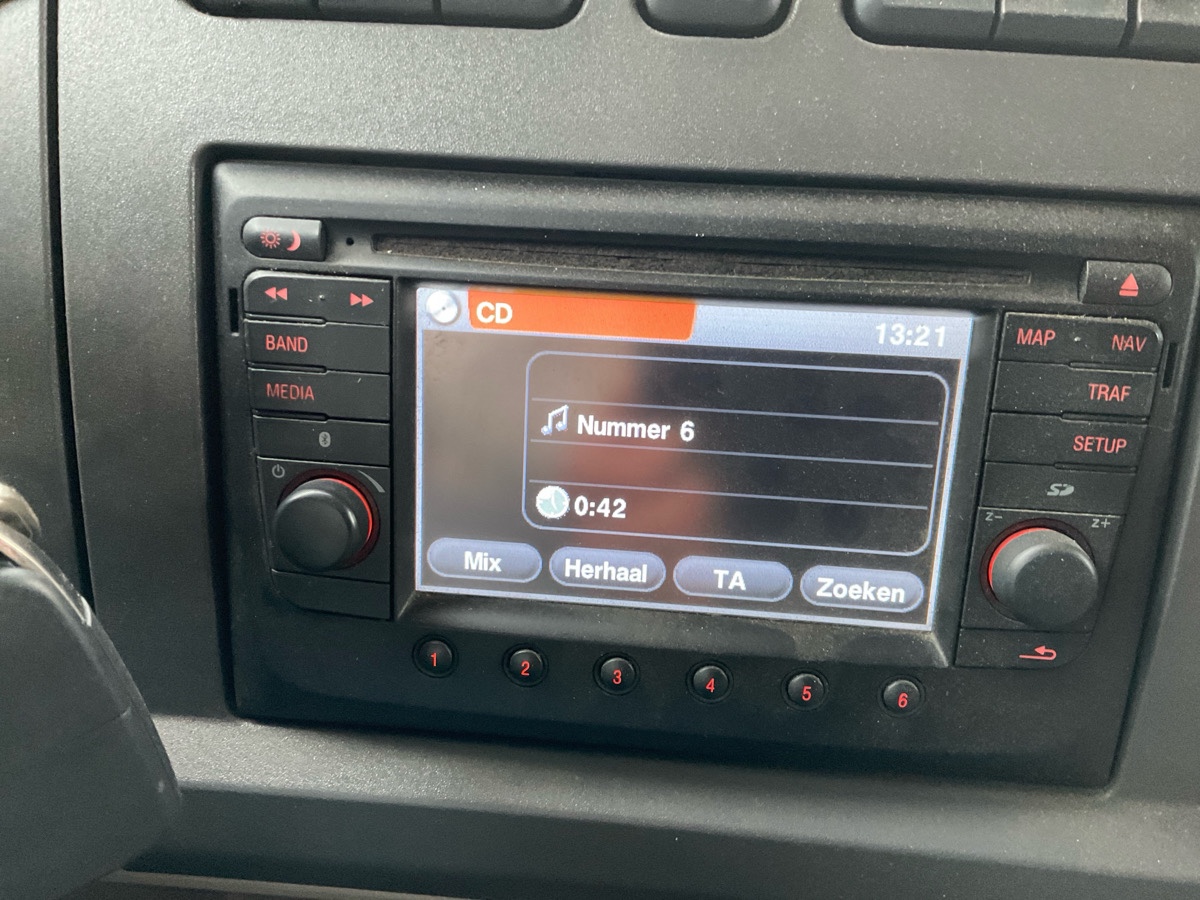 CD
13:21
Nummer 6
0:42
Mix Herhaal TA Zoeken
BAND
MEDIA
MAP NAV
TRAF
SETUP
SD
Z- Z+
1 2 3 4 5 6